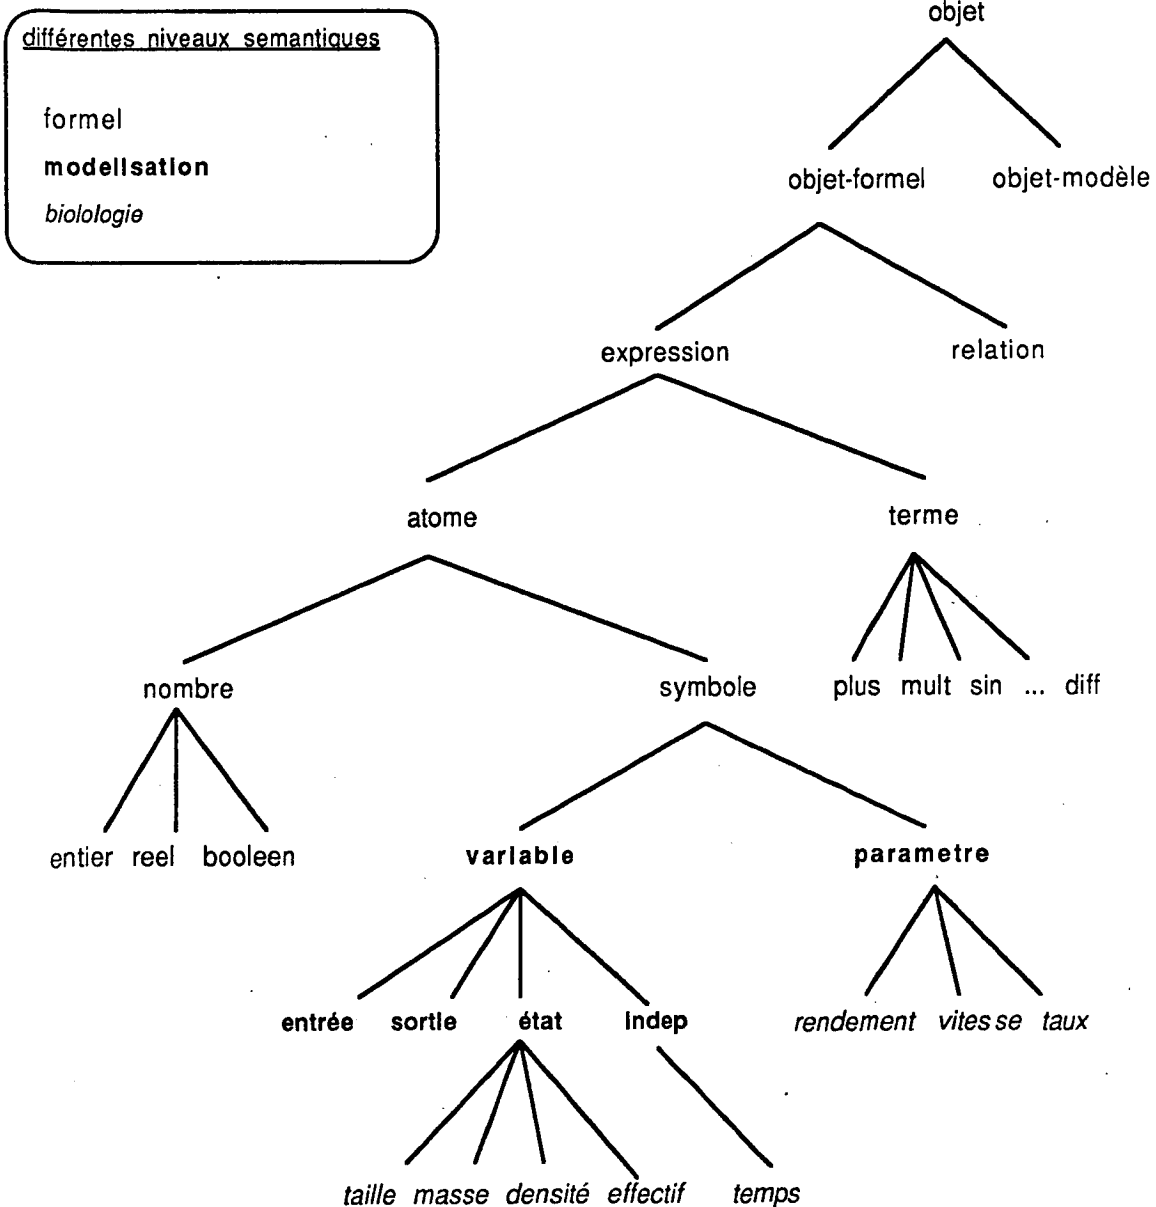 objet
différentes niveaux semantiques
formel
modelisation
biolologie
objet-formel objet-modèle
expression relation
atome terme
nombre symbole plus mult sin ... diff
entier reel booleen variable parametre
entrée sortie état indep rendement vitesse taux
taille masse densité effectif temps